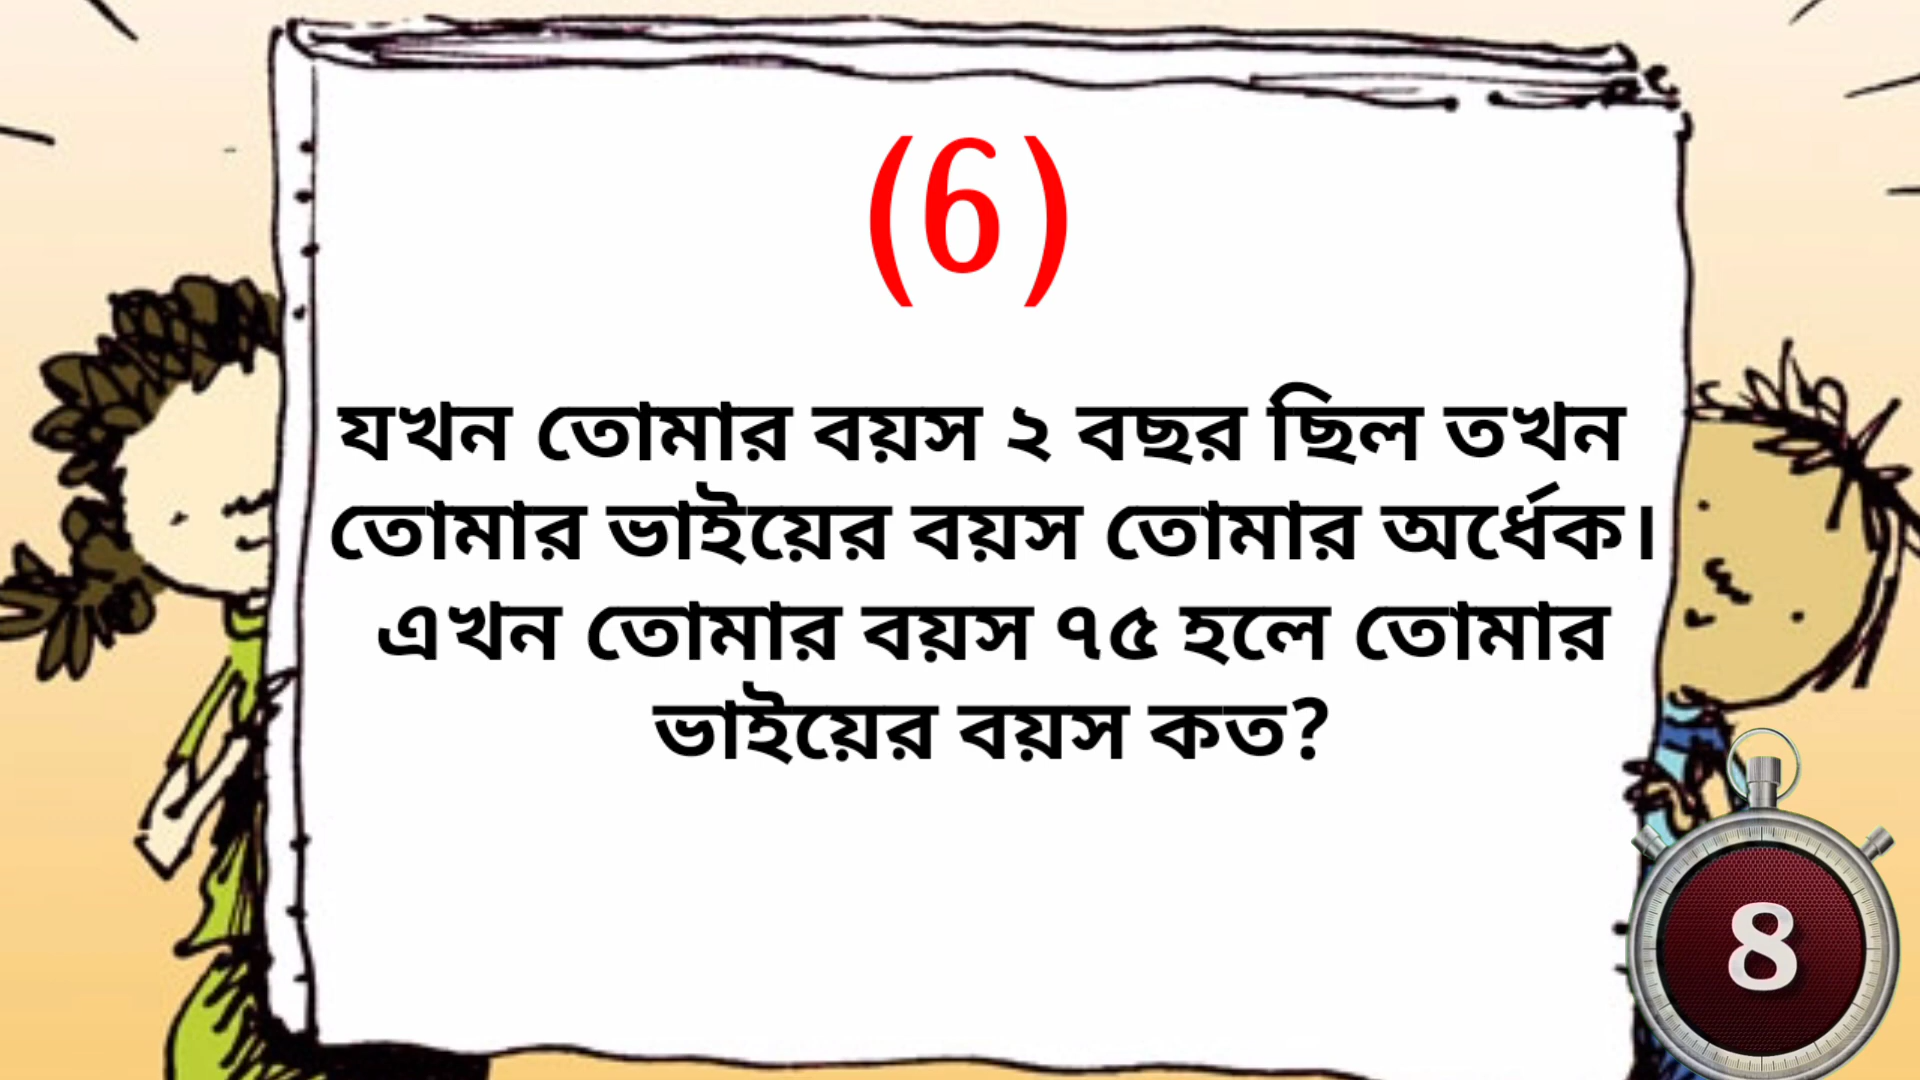 (6)
যখন তোমার বয়স ২ বছর ছিল তখন
তোমার ভাইয়ের বয়স তোমার অর্ধেক।
এখন তোমার বয়স ৭৫ হলে তোমার
ভাইয়ের বয়স কত?
8